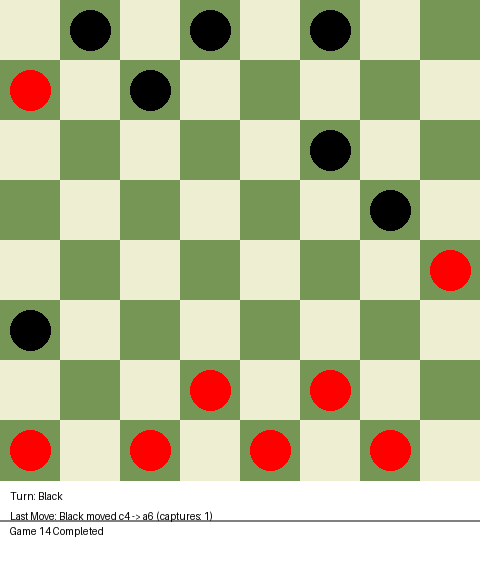 Turn: Black
Last Move: Black moved c4 -> a6 (captures: 1)
Game 14 Completed